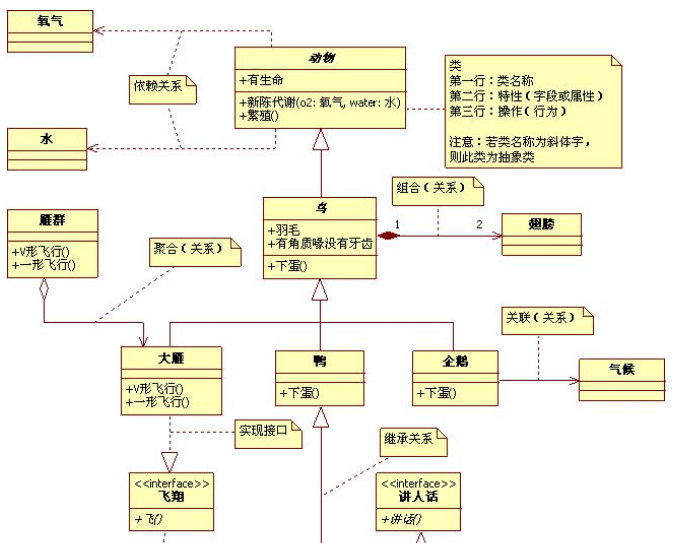 氧气
动物
+有生命
+新陈代谢(o2: 氧气, water: 水)
+繁殖()
类
第一行：类名称
第二行：特性（字段或属性）
第三行：操作（行为）
注意：若类名称为斜体字，
则此类为抽象类
依赖关系
水
组合（关系）
鸟
+羽毛
+有角质喙没有牙齿
+下蛋()
1
2
翅膀
雁群
+V形飞行()
+一形飞行()
聚合（关系）
关联（关系）
大雁
+V形飞行()
+一形飞行()
鸭
+下蛋()
企鹅
+下蛋()
气候
实现接口
继承关系
<<interface>>
飞翔
+飞()
<<interface>>
讲人话
+讲话()